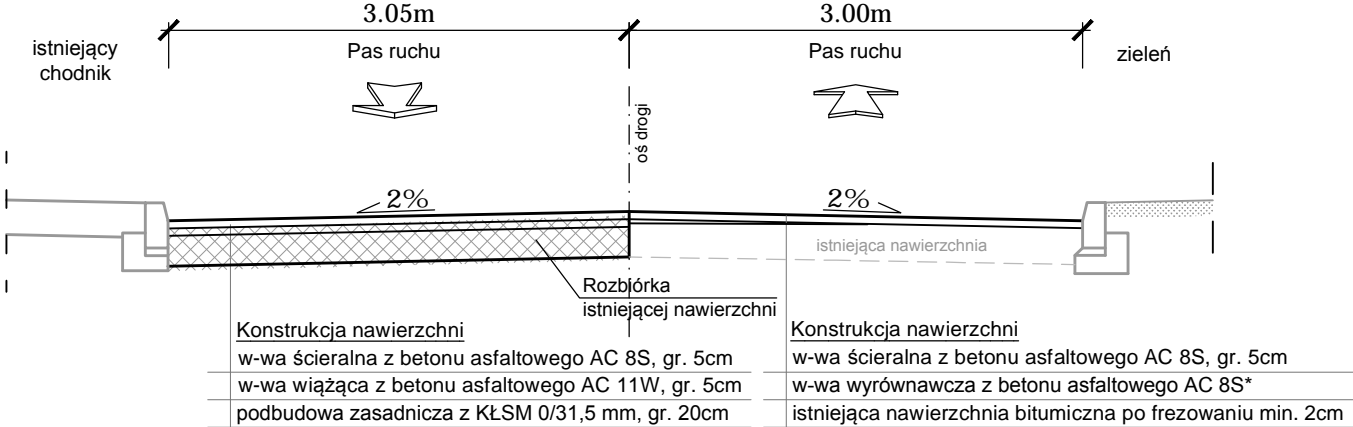 3.05m
3.00m
istniejący
chodnik
Pas ruchu
Pas ruchu
zieleń
oś drogi
2%
2%
istniejąca nawierzchnia
Rozbiórka
istniejącej nawierzchni
Konstrukcja nawierzchni
w-wa ścieralna z betonu asfaltowego AC 8S, gr. 5cm
w-wa wiążąca z betonu asfaltowego AC 11W, gr. 5cm
podbudowa zasadnicza z KŁSM 0/31,5 mm, gr. 20cm
Konstrukcja nawierzchni
w-wa ścieralna z betonu asfaltowego AC 8S, gr. 5cm
w-wa wyrównawcza z betonu asfaltowego AC 8S*
istniejąca nawierzchnia bitumiczna po frezowaniu min. 2cm